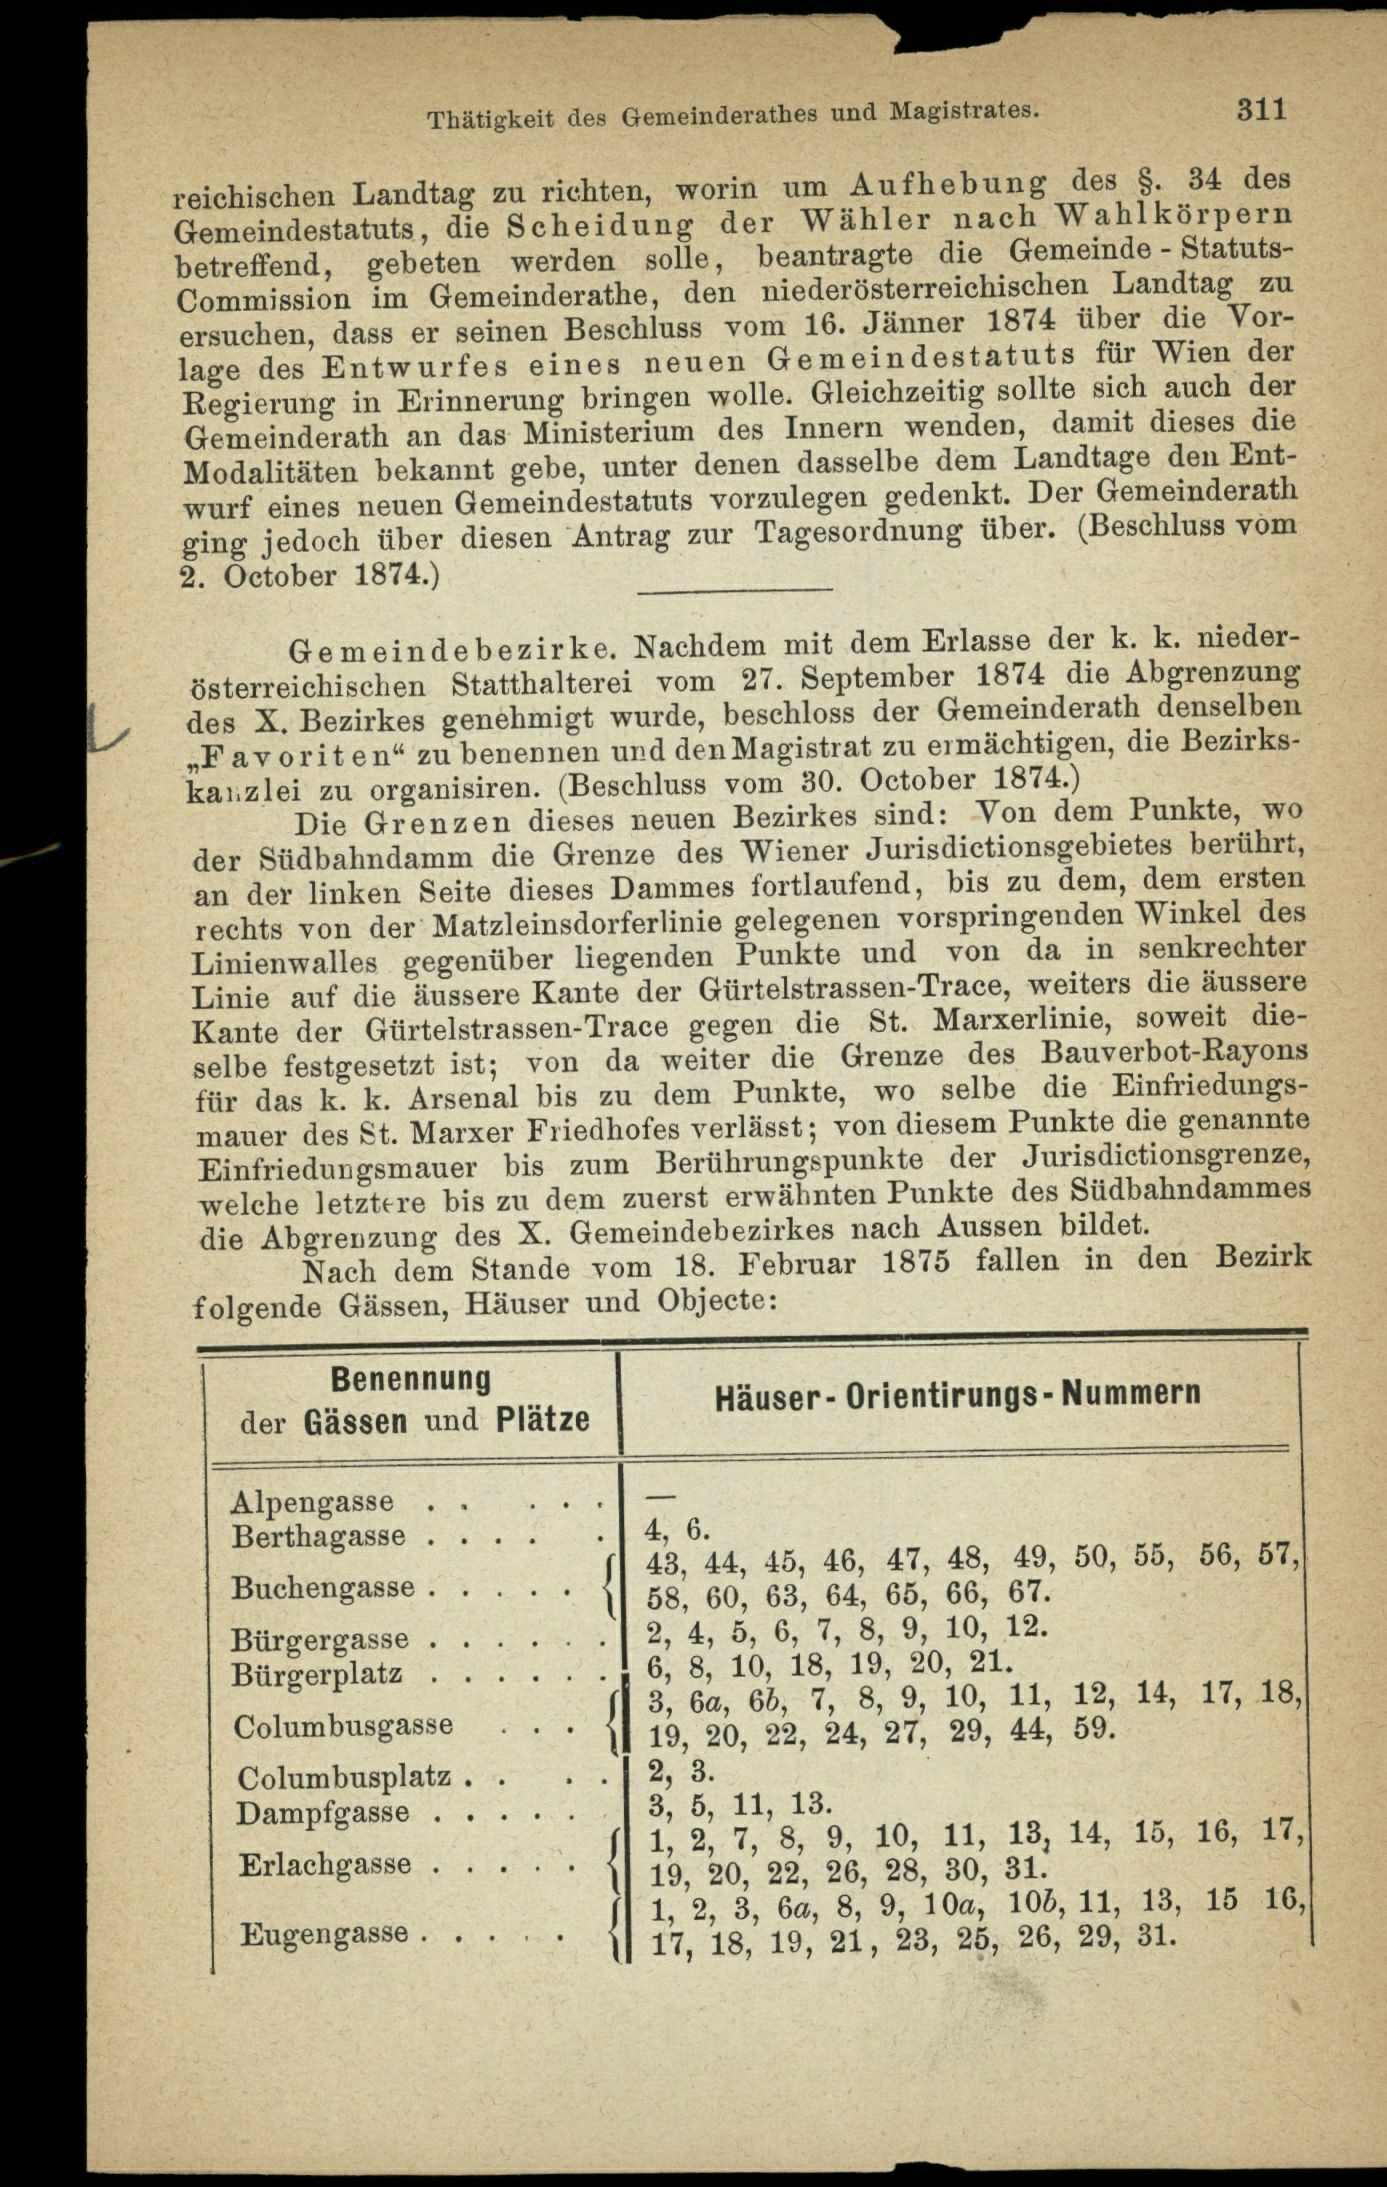 Thätigkeit des Gemeinderathes und Magistrates. 311
reichischen Landtag zu richten, worin um Aufhebung des §. 34 des
Gemeindestatuts, die Scheidung der Wähler nach Wahlkörpern
betreffend, gebeten werden solle, beantragte die Gemeinde - Statuts-
Commission im Gemeinderathe, den niederösterreichischen Landtag zu
ersuchen, dass er seinen Beschluss vom 16. Jänner 1874 über die Vor-
lage des Entwurfes eines neuen Gemeindestatuts für Wien der
Regierung in Erinnerung bringen wolle. Gleichzeitig sollte sich auch der
Gemeinderath an das Ministerium des Innern wenden, damit dieses die
Modalitäten bekannt gebe, unter denen dasselbe dem Landtage den Ent-
wurf eines neuen Gemeindestatuts vorzulegen gedenkt. Der Gemeinderath
ging jedoch über diesen Antrag zur Tagesordnung über. (Beschluss vom
2. October 1874.)
Gemeindebezirke. Nachdem mit dem Erlasse der k. k. nieder-
österreichischen Statthalterei vom 27. September 1874 die Abgrenzung
des X. Bezirkes genehmigt wurde, beschloss der Gemeinderath denselben
„Favoriten“ zu benennen und den Magistrat zu ermächtigen, die Bezirks-
kanzlei zu organisiren. (Beschluss vom 30. October 1874.)
Die Grenzen dieses neuen Bezirkes sind: Von dem Punkte, wo
der Südbahndamm die Grenze des Wiener Jurisdictionsgebietes berührt,
an der linken Seite dieses Dammes fortlaufend, bis zu dem, dem ersten
rechts von der Matzleinsdorferlinie gelegenen vorspringenden Winkel des
Linienwalles gegenüber liegenden Punkte und von da in senkrechter
Linie auf die äussere Kante der Gürtelstrassen-Trace, weiters die äussere
Kante der Gürtelstrassen-Trace gegen die St. Marxerlinie, soweit die-
selbe festgesetzt ist; von da weiter die Grenze des Bauverbot-Rayons
für das k. k. Arsenal bis zu dem Punkte, wo selbe die Einfriedungs-
mauer des St. Marxer Friedhofes verlässt; von diesem Punkte die genannte
Einfriedungsmauer bis zum Berührungspunkte der Jurisdictionsgrenze,
welche letztere bis zu dem zuerst erwähnten Punkte des Südbahndammes
die Abgrenzung des X. Gemeindebezirkes nach Aussen bildet.
Nach dem Stande vom 18. Februar 1875 fallen in den Bezirk
folgende Gässen, Häuser und Objecte:
Benennung
der Gässen und Plätze
Häuser - Orientirungs - Nummern
Alpengasse . . . . . —
Berthagasse . . . . . 4, 6.
Buchengasse . . . . . 43, 44, 45, 46, 47, 48, 49, 50, 55, 56, 57,
58, 60, 63, 64, 65, 66, 67.
Bürgergasse . . . . . . 2, 4, 5, 6, 7, 8, 9, 10, 12.
Bürgerplatz . . . . . . 6, 8, 10, 18, 19, 20, 21.
Columbusgasse . . . 3, 6a, 6b, 7, 8, 9, 10, 11, 12, 14, 17, 18,
19, 20, 22, 24, 27, 29, 44, 59.
Columbusplatz . . . . 2, 3.
Dampfgasse . . . . . 3, 5, 11, 13.
Erlachgasse . . . . . 1, 2, 7, 8, 9, 10, 11, 13, 14, 15, 16, 17,
19, 20, 22, 26, 28, 30, 31.
Eugengasse . . . . . 1, 2, 3, 6a, 8, 9, 10a, 10b, 11, 13, 15 16,
17, 18, 19, 21, 23, 25, 26, 29, 31.